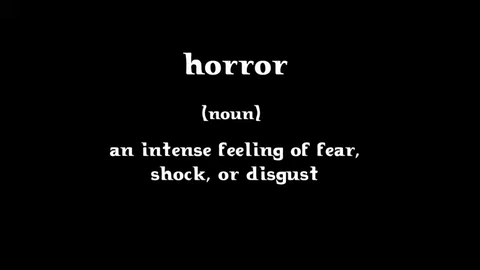 horror
(noun)
an intense feeling of fear,
shock, or disgust